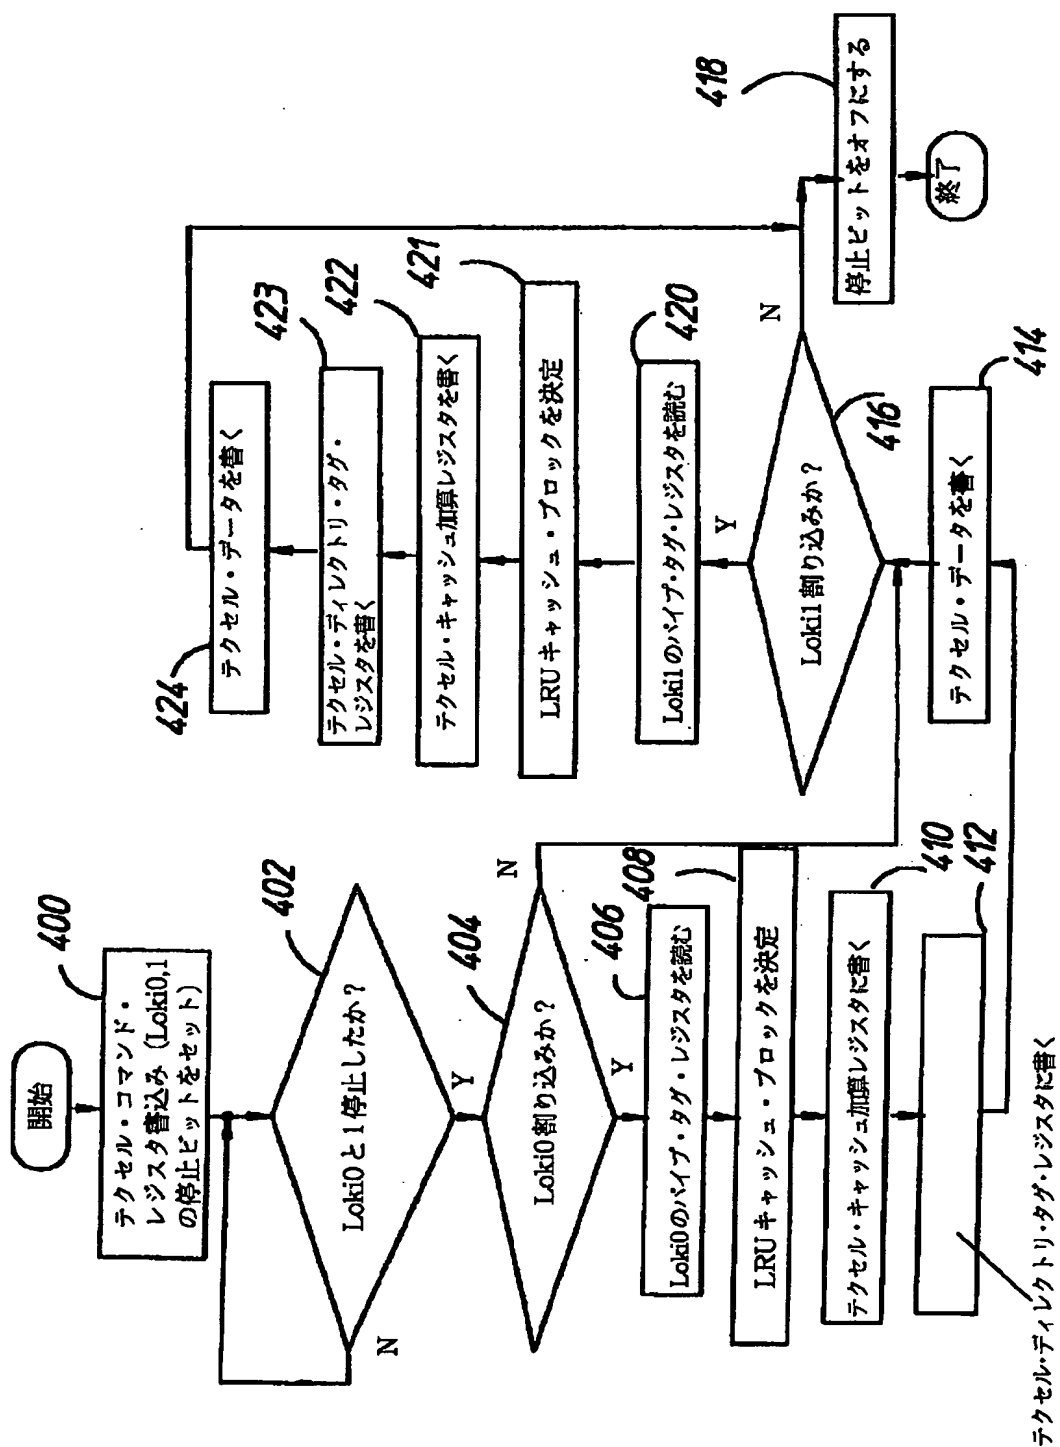 開始
400
テクセル・コマンド・
レジスタ書込み (Loki0,1
の停止ビットをセット)
402
Loki0と1停止したか?
N
Y
404
Loki0割り込みか?
N
Y
406
Loki0のパイプ・タグ・レジスタを読む
408
LRUキャッシュ・ブロックを決定
410
テクセル・キャッシュ加算レジスタに書く
412
テクセル・ディレクトリ・タグ・レジスタに書く
414
テクセル・データを書く
416
Loki1割り込みか?
Y
N
420
Loki1のパイプ・タグ・レジスタを読む
421
LRUキャッシュ・ブロックを決定
422
テクセル・キャッシュ加算レジスタを書く
423
テクセル・ディレクトリ・タグ・
レジスタを書く
424
テクセル・データを書く
418
停止ビットをオフにする
終了